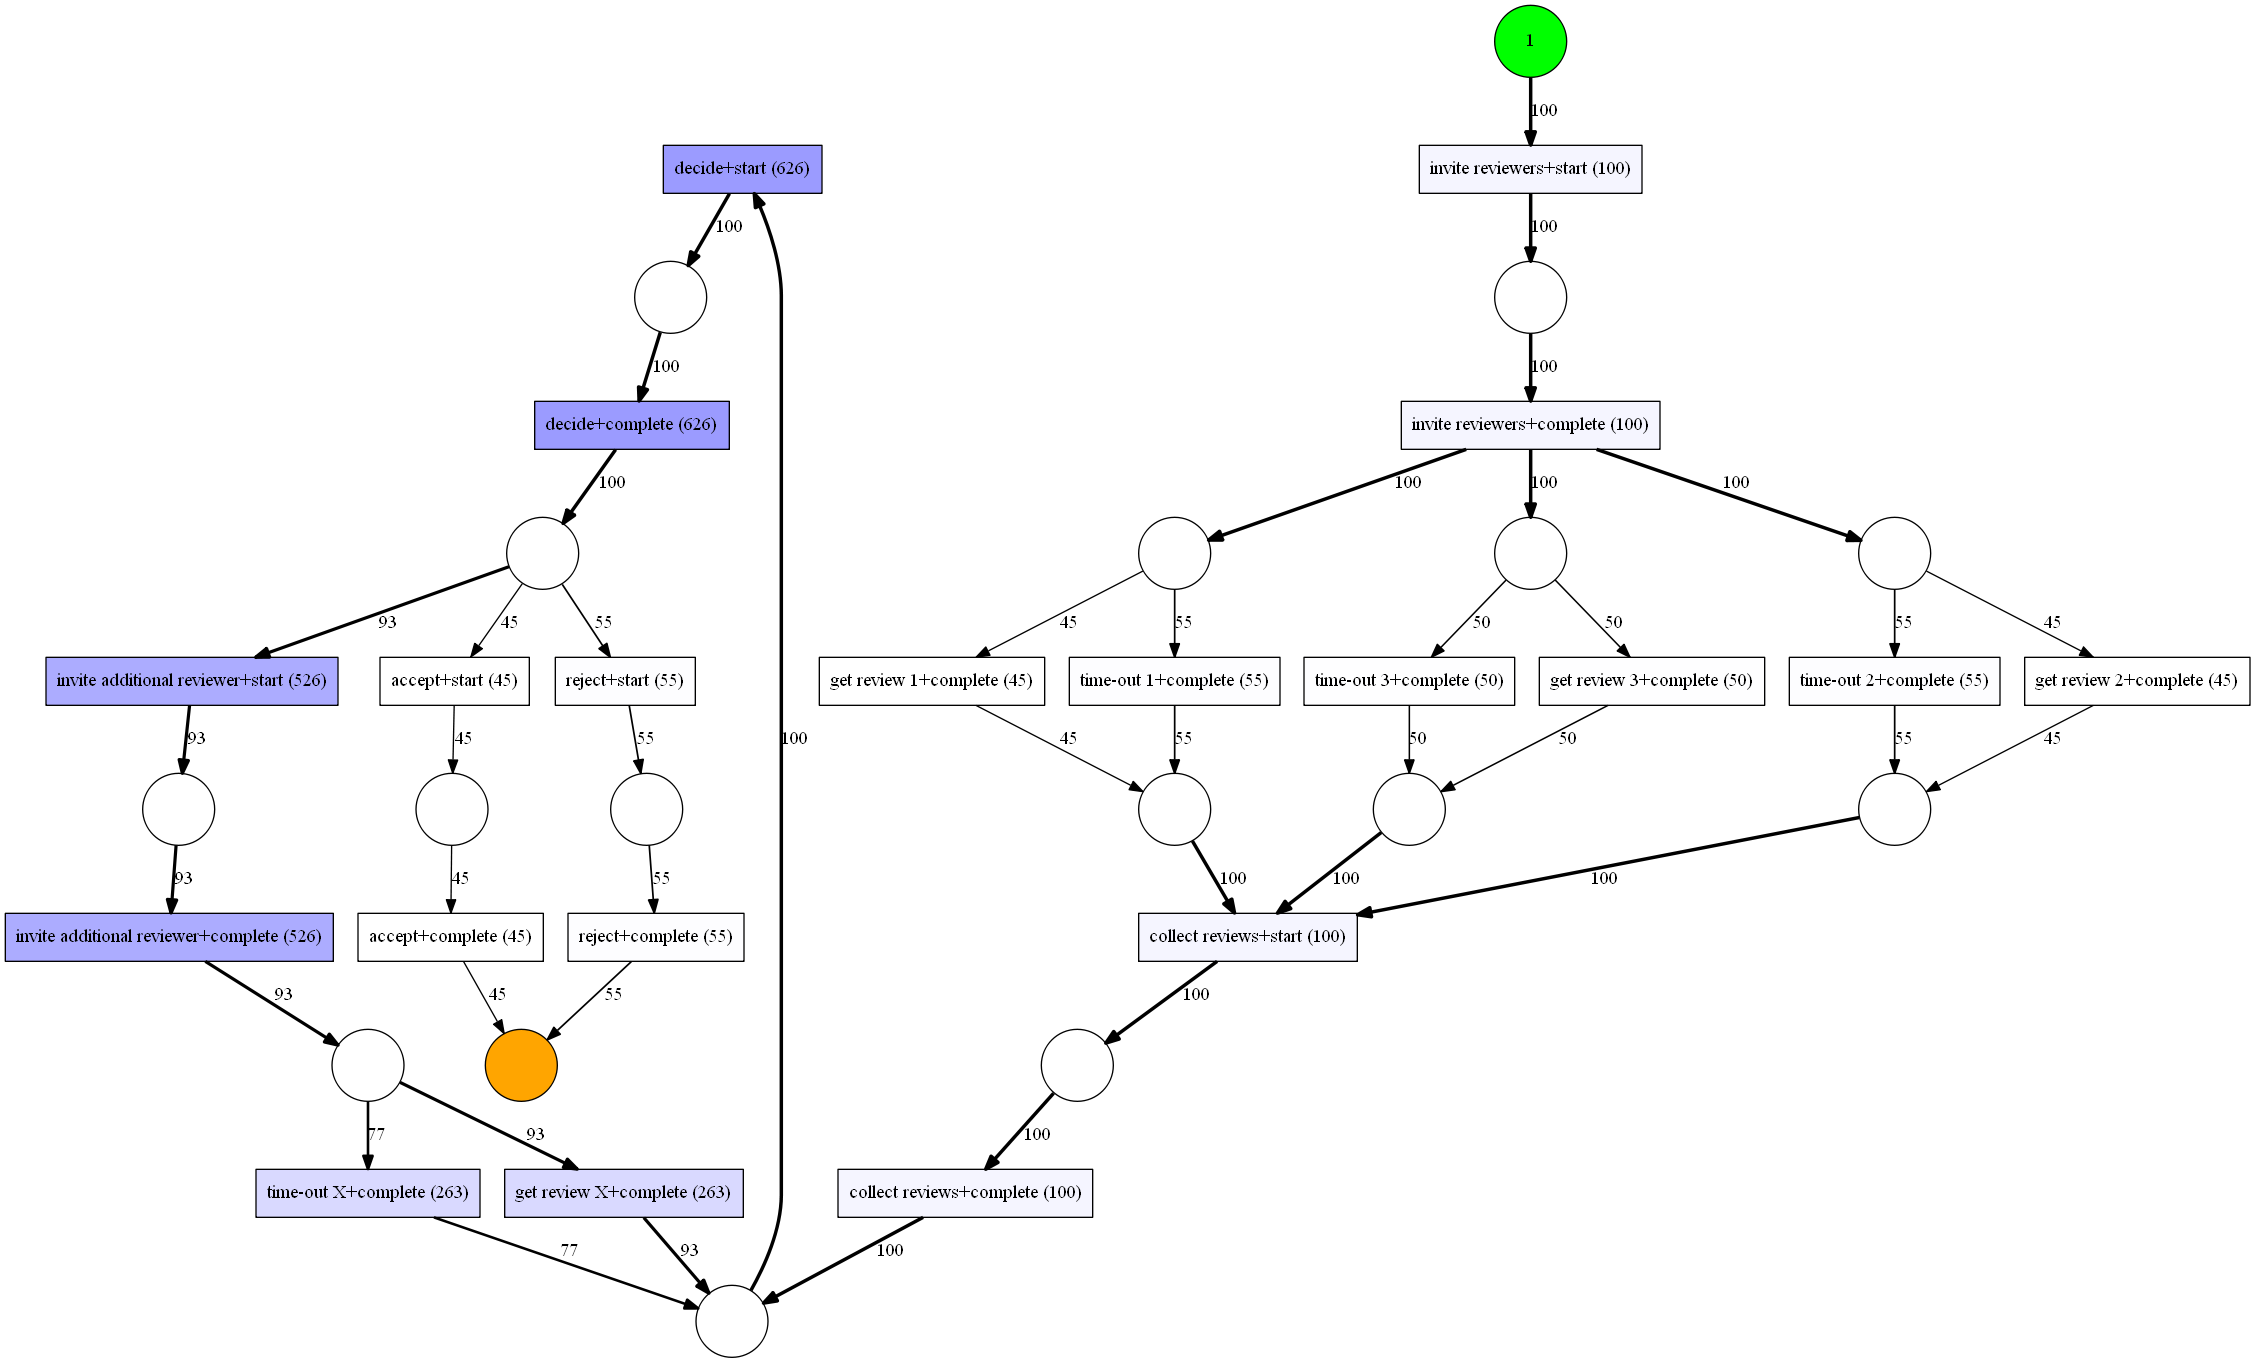 1
100
decide+start (626)
invite reviewers+start (100)
100
100
100
100
decide+complete (626)
invite reviewers+complete (100)
100
100
100
100
93
45
55
45
55
50
50
55
45
invite additional reviewer+start (526)
accept+start (45)
reject+start (55)
get review 1+complete (45)
time-out 1+complete (55)
time-out 3+complete (50)
get review 3+complete (50)
time-out 2+complete (55)
get review 2+complete (45)
93
45
55
100
45
55
50
50
55
45
93
45
55
100
100
100
invite additional reviewer+complete (526)
accept+complete (45)
reject+complete (55)
collect reviews+start (100)
93
45
55
100
77
93
100
time-out X+complete (263)
get review X+complete (263)
collect reviews+complete (100)
77
93
100